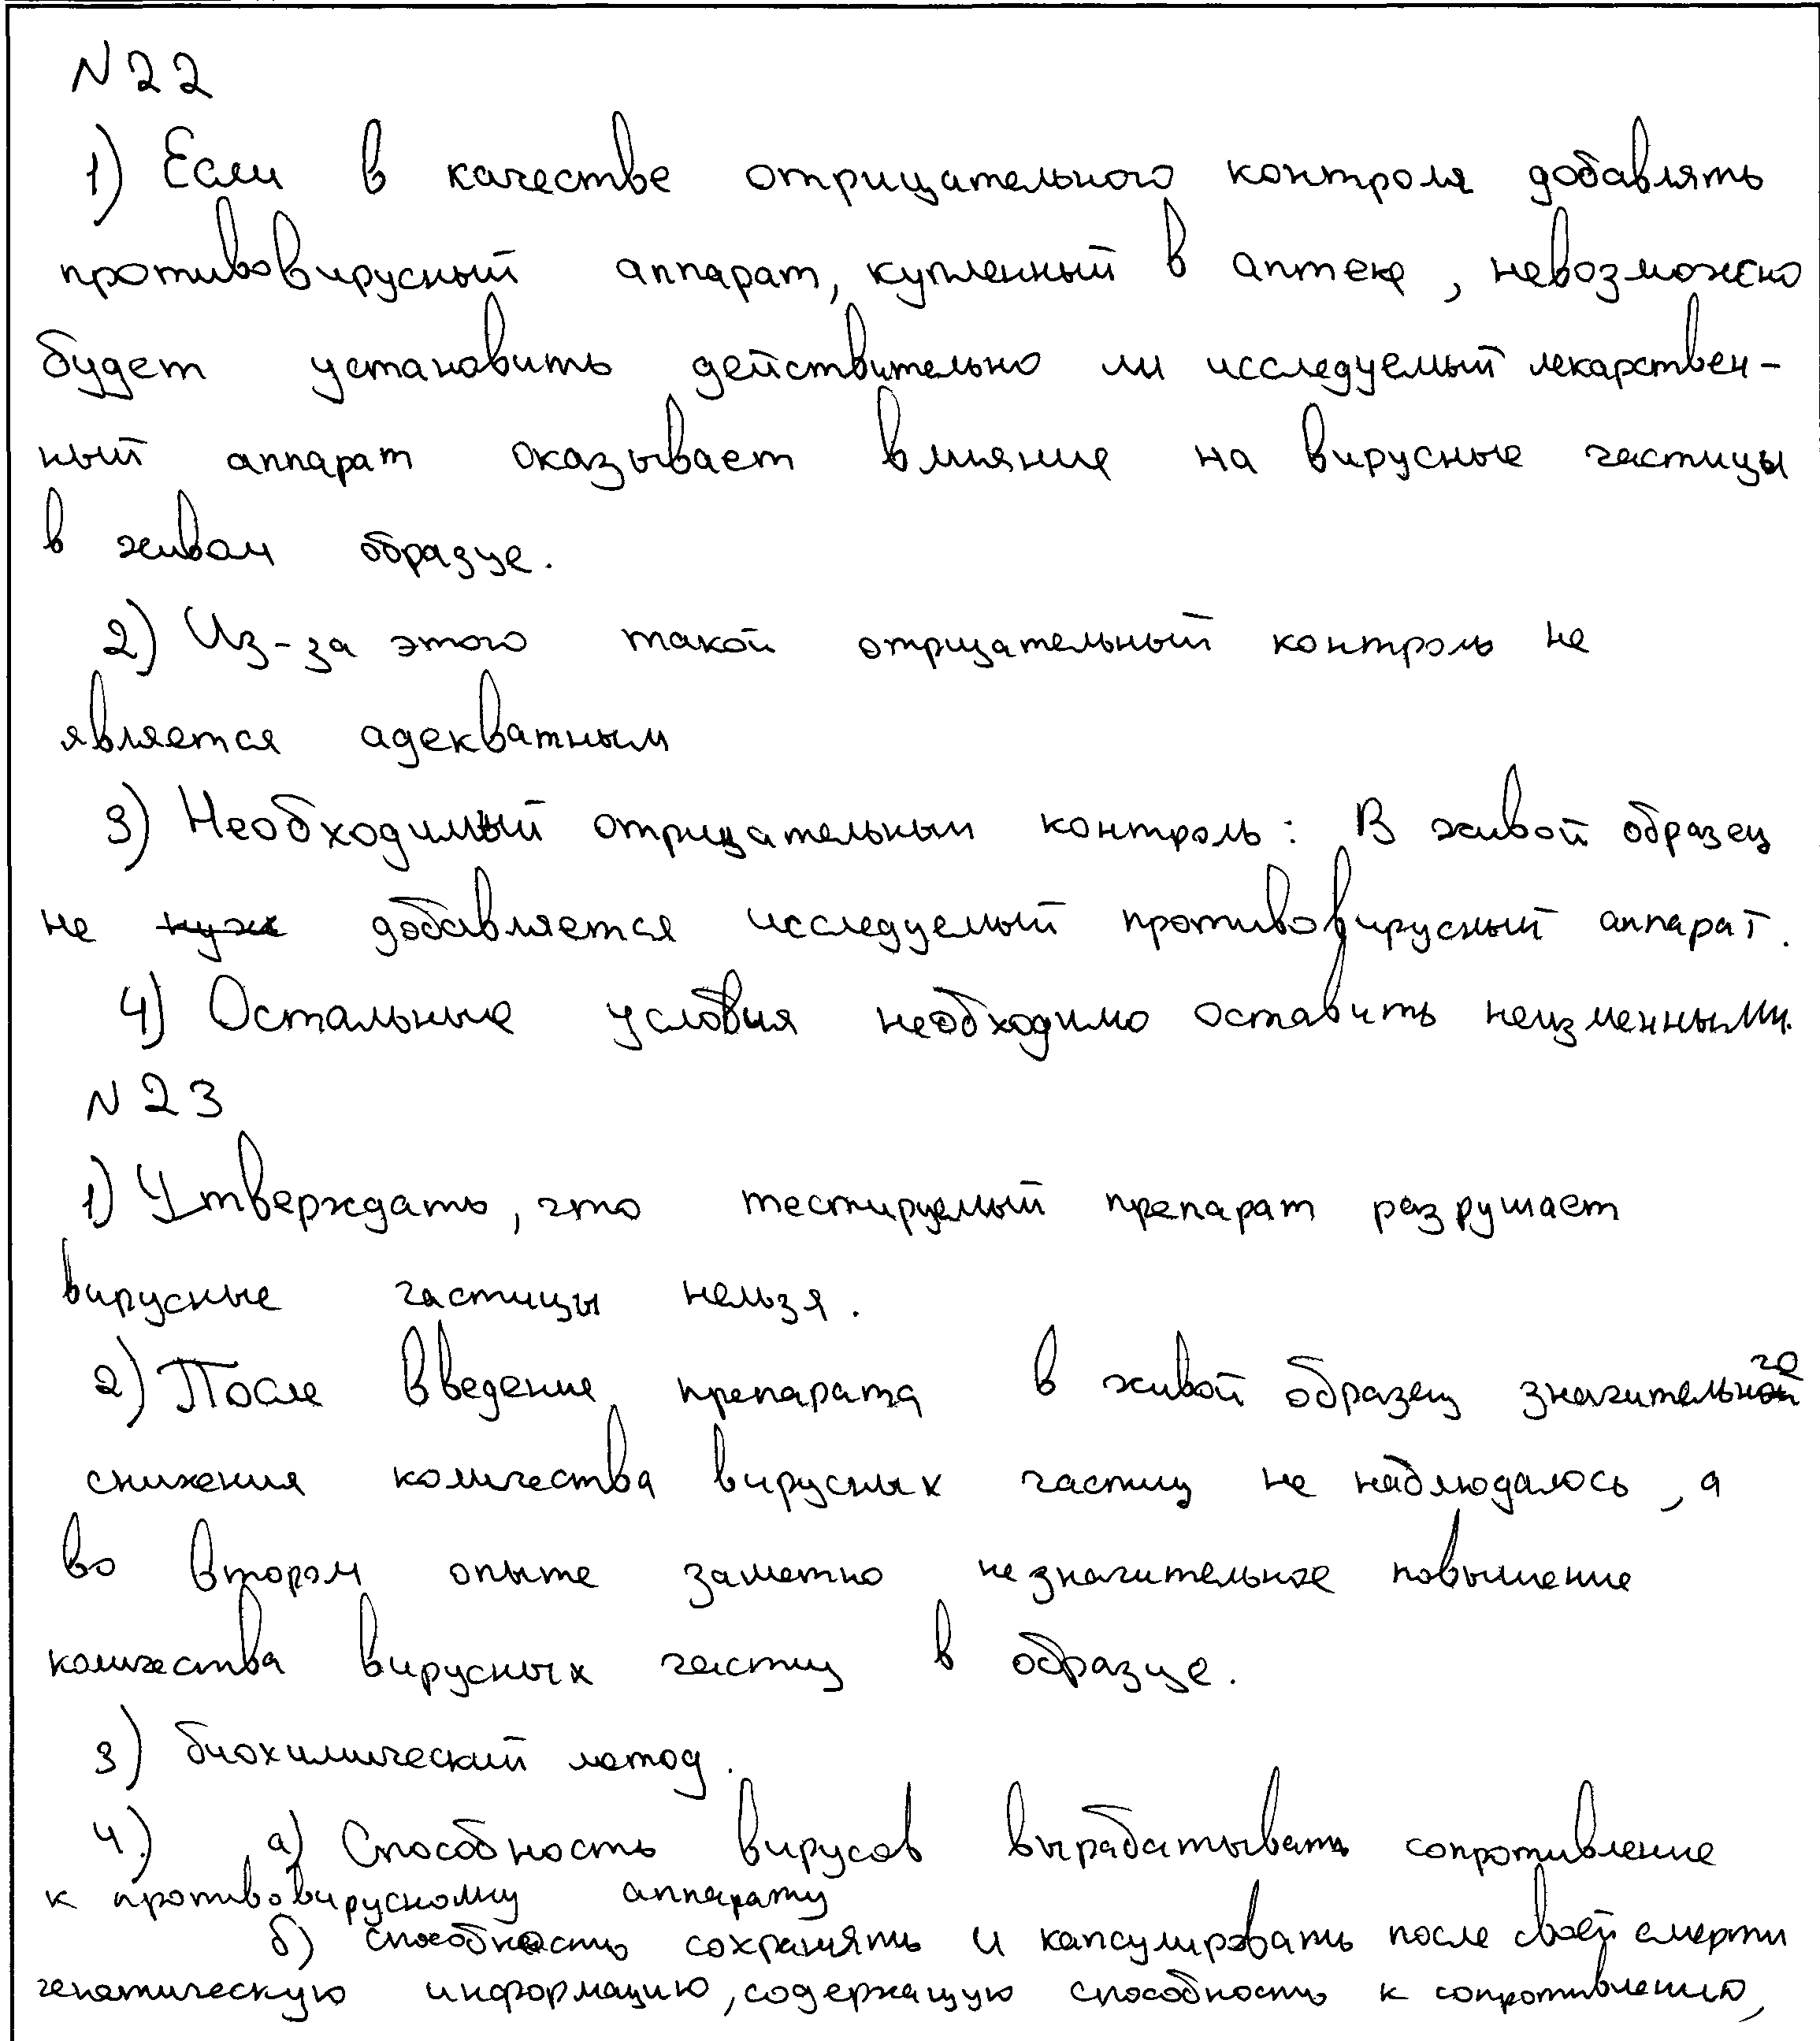 N22
1) Если в качестве отрицательного контроля добавлять
противовирусный аппарат, купленный в аптеке, невозможно
будет установить действительно ли исследуемый лекарствен-
ный аппарат оказывает влияние на вирусные частицы
в живом образце.
2) Из-за этого такой отрицательный контроль не
является адекватным
3) Необходимый отрицательный контроль: В живой образец
не добавляется исследуемый противовирусный аппарат.
4) Остальные условия необходимо оставить неизменными.
N23
1) Утверждать, что тестируемый препарат разрушает
вирусные частицы нельзя.
2) После введение препарата в живой образец значительного
снижения количества вирусных частиц не наблюдалось, а
во втором опыте заметно незначительное повышение
количества вирусных частиц в образце.
3) биохимический метод.
4.) а) Способность вирусов вырабатывать сопротивление
к противовирусному аппарату
б) способность сохранять и капсулировать после своей смерти
генетическую информацию, содержащую способность к сопротивлению,